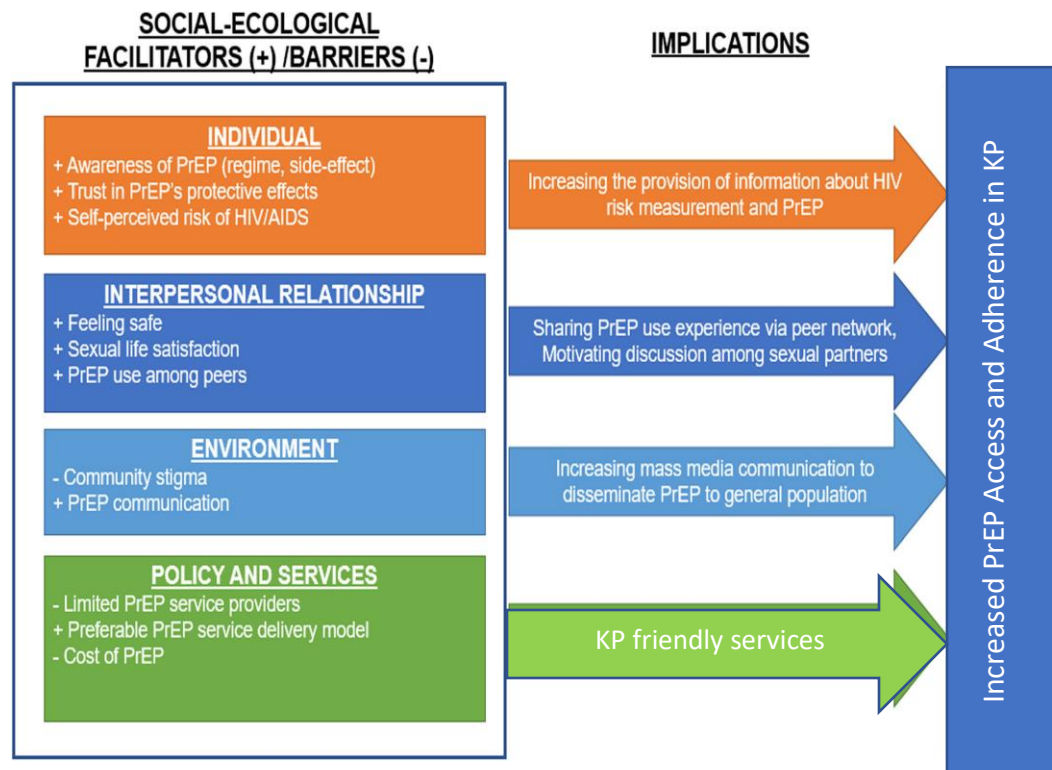 SOCIAL-ECOLOGICAL
FACILITATORS (+) /BARRIERS (-)
IMPLICATIONS
INDIVIDUAL
+ Awareness of PrEP (regime, side-effect)
+ Trust in PrEP's protective effects
+ Self-perceived risk of HIV/AIDS
Increasing the provision of information about HIV
risk measurement and PrEP
INTERPERSONAL RELATIONSHIP
+ Feeling safe
+ Sexual life satisfaction
+ PrEP use among peers
Sharing PrEP use experience via peer network,
Motivating discussion among sexual partners
ENVIRONMENT
- Community stigma
+ PrEP communication
Increasing mass media communication to
disseminate PrEP to general population
POLICY AND SERVICES
- Limited PrEP service providers
+ Preferable PrEP service delivery model
- Cost of PrEP
KP friendly services
Increased PrEP Access and Adherence in KP